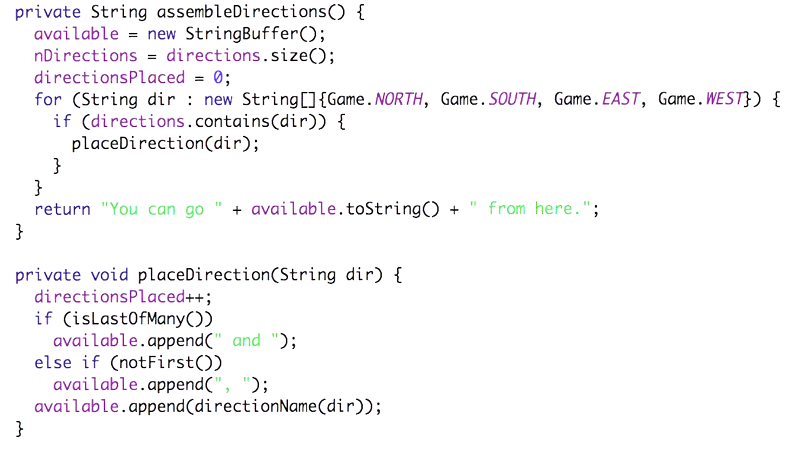 private String assembleDirections() {
  available = new StringBuffer();
  nDirections = directions.size();
  directionsPlaced = 0;
  for (String dir : new String[]{Game.NORTH, Game.SOUTH, Game.EAST, Game.WEST}) {
    if (directions.contains(dir)) {
      placeDirection(dir);
    }
  }
  return "You can go " + available.toString() + " from here.";
}

private void placeDirection(String dir) {
  directionsPlaced++;
  if (isLastOfMany())
    available.append(" and ");
  else if (notFirst())
    available.append(", ");
  available.append(directionName(dir));
}